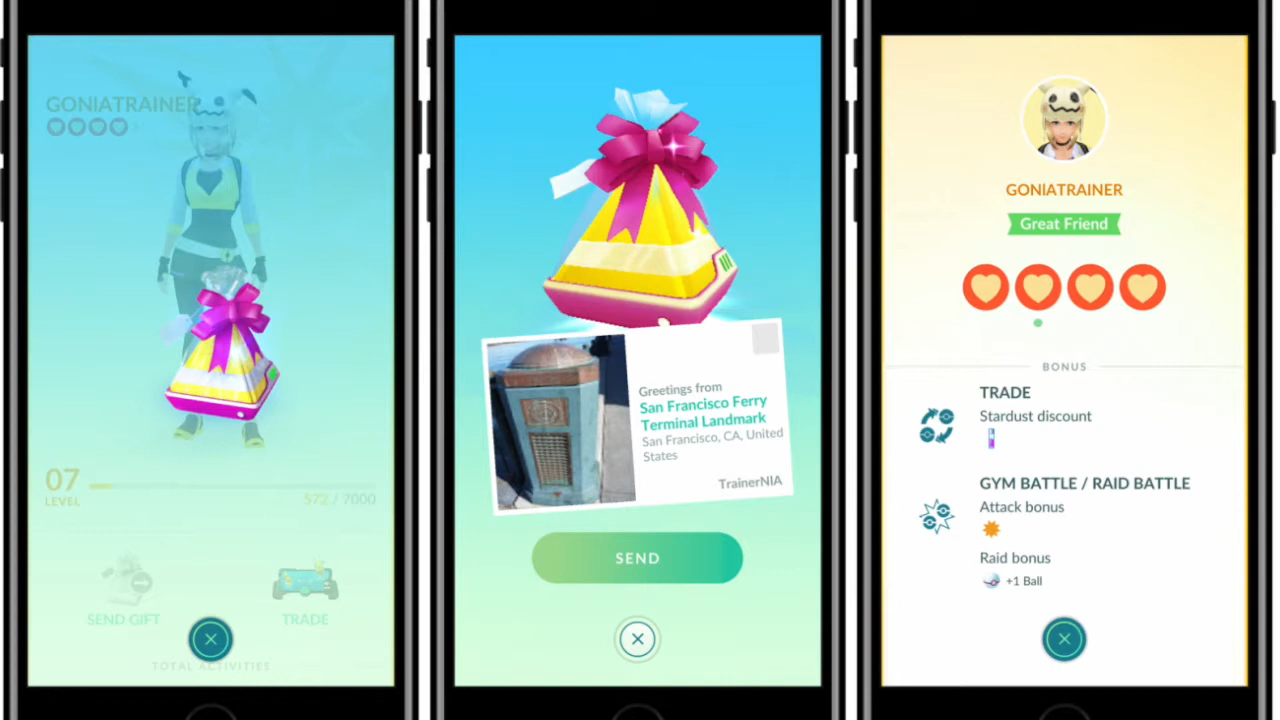 GONIATRAINER
07
LEVEL
572 / 7000
SEND GIFT
TRADE
TOTAL ACTIVITIES
Greetings from
San Francisco Ferry
Terminal Landmark
San Francisco, CA, United
States
TrainerNIA
SEND
GONIATRAINER
Great Friend
BONUS
TRADE
Stardust discount
GYM BATTLE / RAID BATTLE
Attack bonus
Raid bonus
+1 Ball